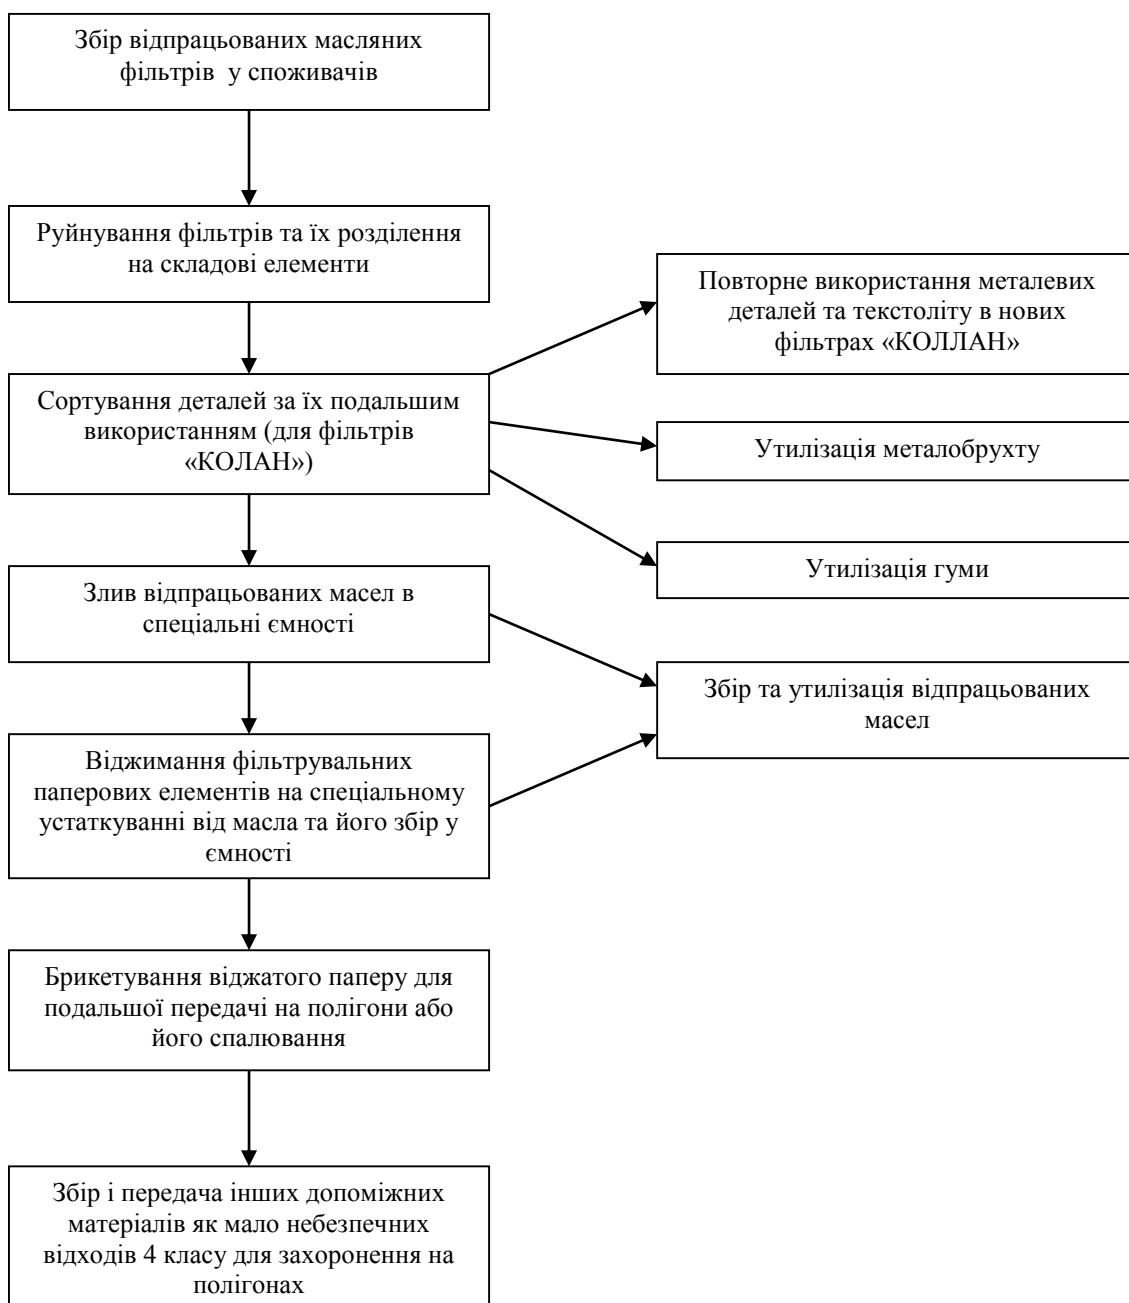 Збір відпрацьованих масляних
фільтрів у споживачів
Руйнування фільтрів та їх розділення
на складові елементи
Повторне використання металевих
деталей та текстоліту в нових
фільтрах «КОЛЛАН»
Сортування деталей за їх подальшим
використанням (для фільтрів
«КОЛАН»)
Утилізація металобрухту
Утилізація гуми
Злив відпрацьованих масел в
спеціальні ємності
Збір та утилізація відпрацьованих
масел
Віджимання фільтрувальних
паперових елементів на спеціальному
устаткуванні від масла та його збір у
ємності
Брикетування віджатого паперу для
подальшої передачі на полігони або
його спалювання
Збір і передача інших допоміжних
матеріалів як мало небезпечних
відходів 4 класу для захоронення на
полігонах